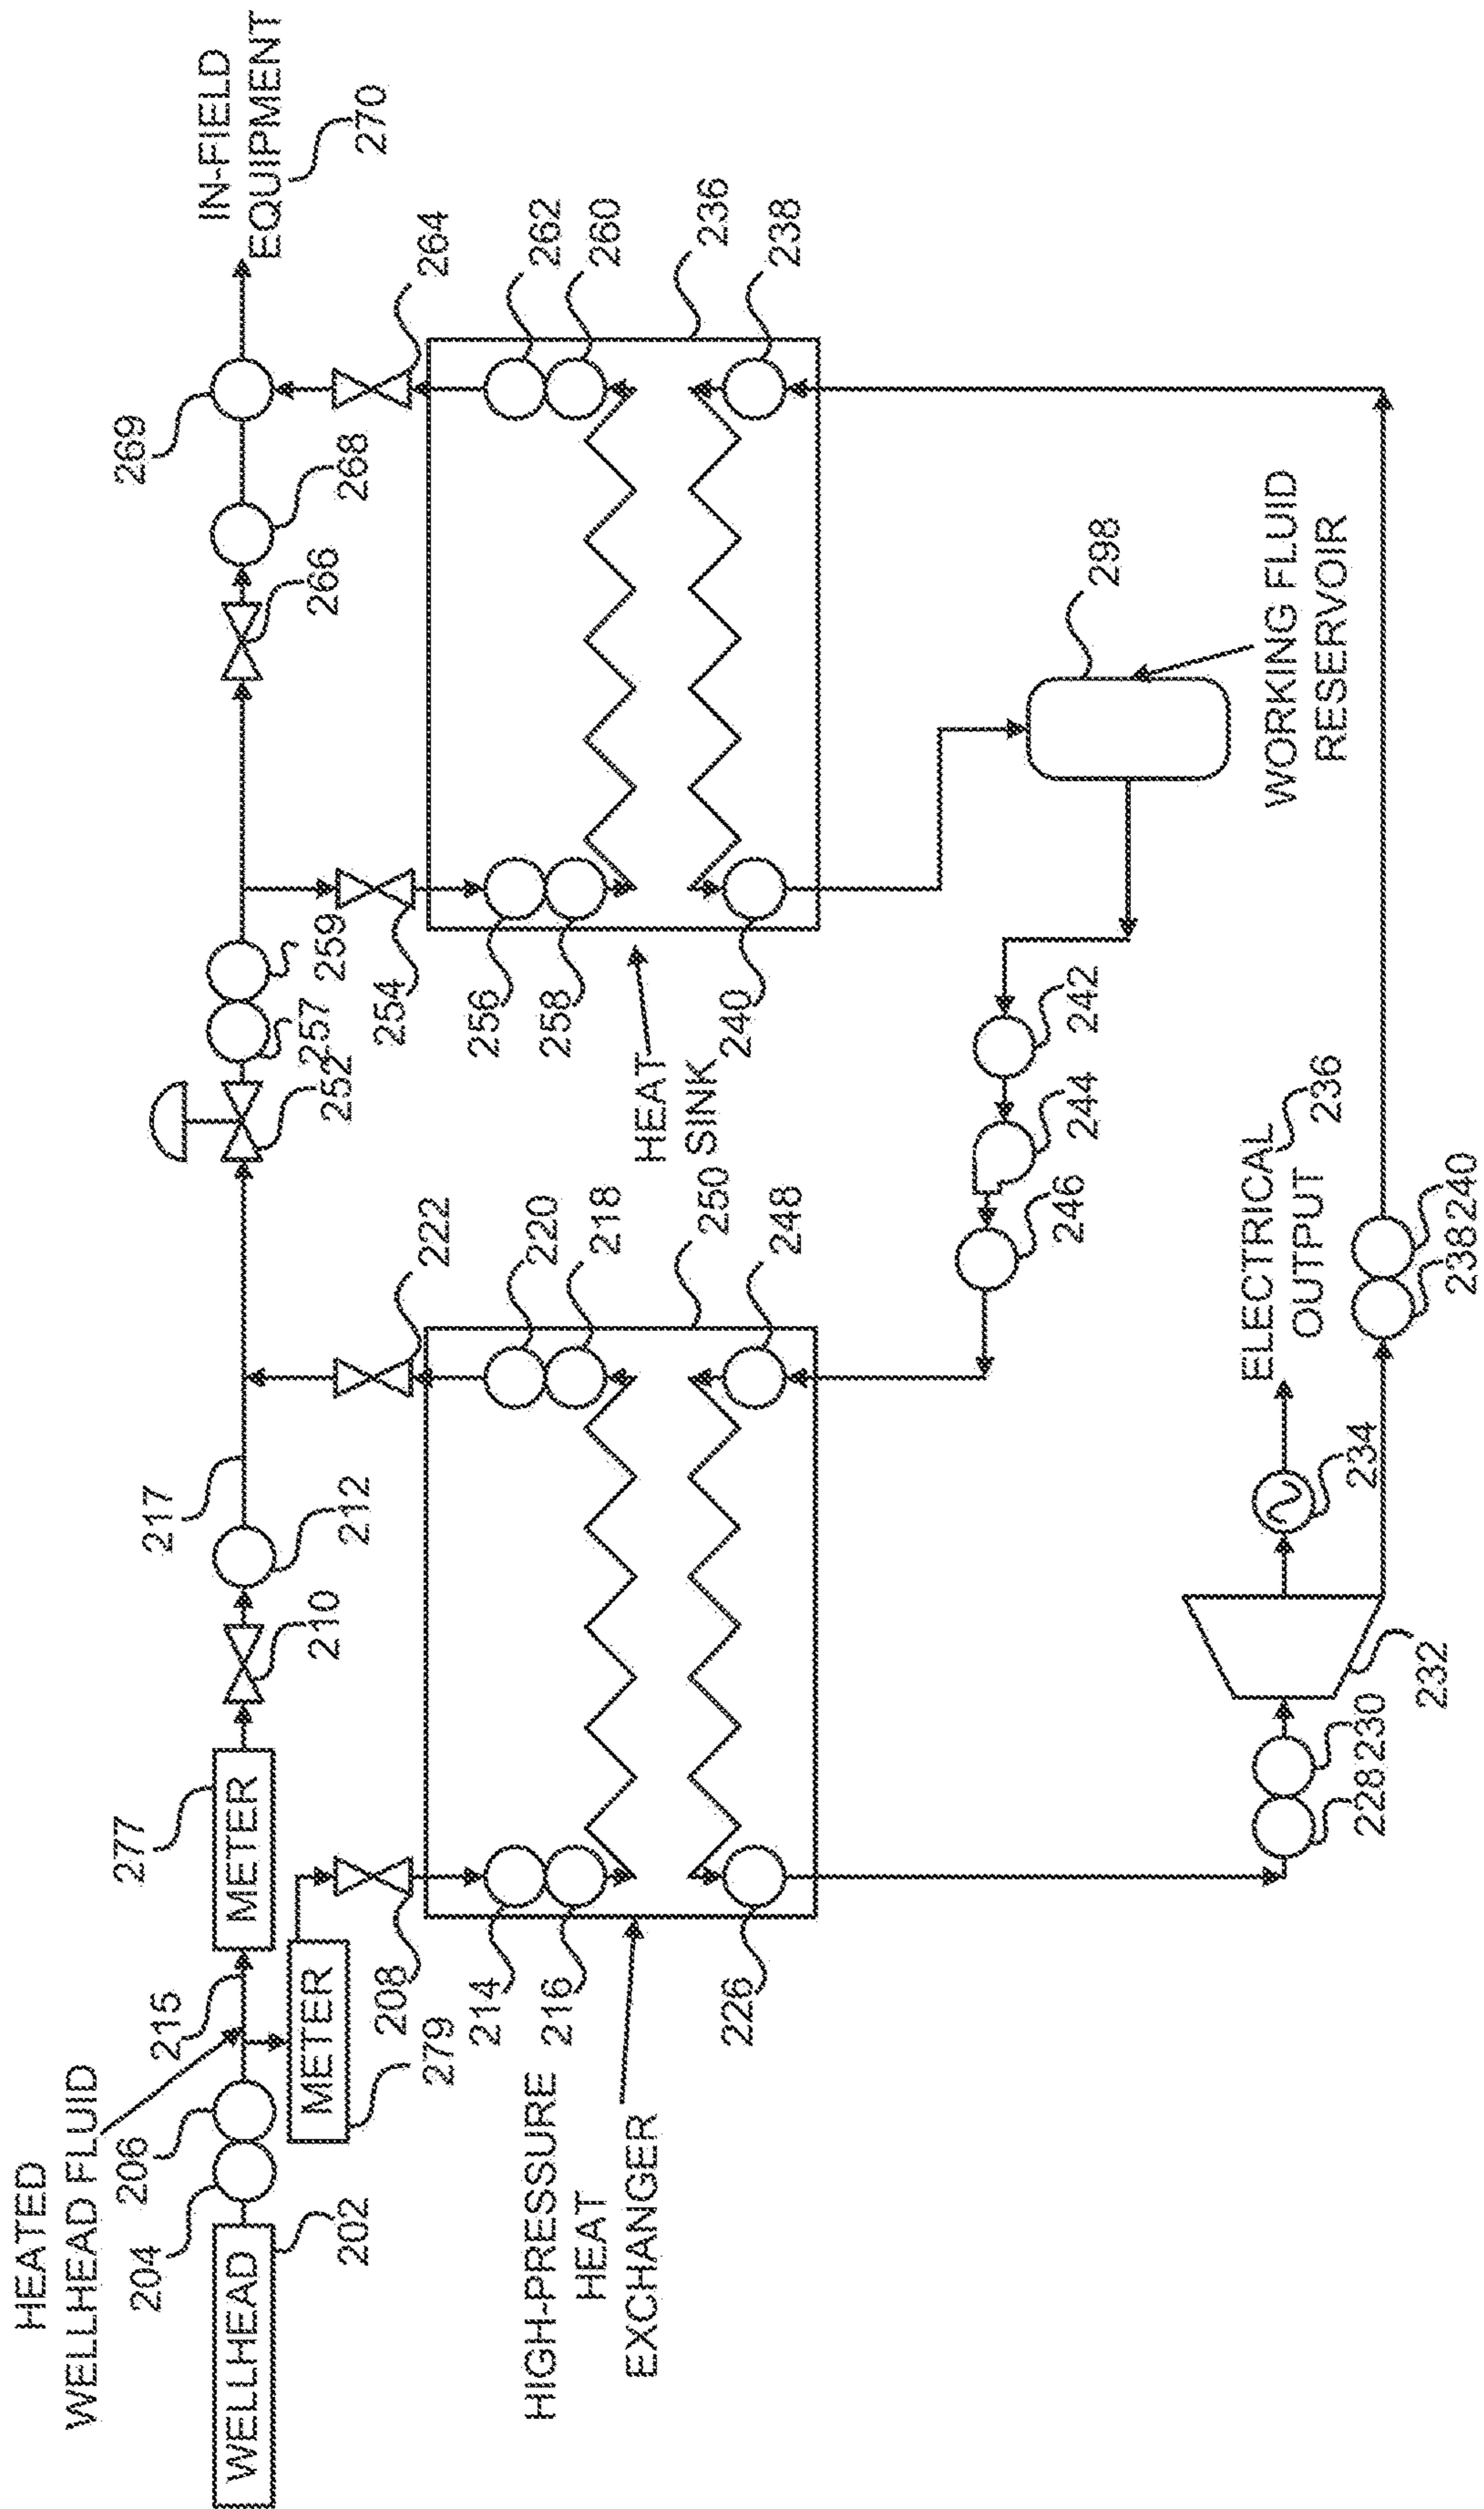 HEATED
WELLHEAD FLUID
204
206
215
277
217
269
IN-FIELD
EQUIPMENT
270
WELLHEAD
202
METER
METER
279
210
212
252
257
259
266
268
208
222
254
264
HIGH-PRESSURE
HEAT
EXCHANGER
214
216
226
220
218
250
248
HEAT
SINK
256
258
240
262
260
236
238
246
244
242
298
WORKING FLUID
RESERVOIR
228
230
232
234
ELECTRICAL
OUTPUT
236
238
240